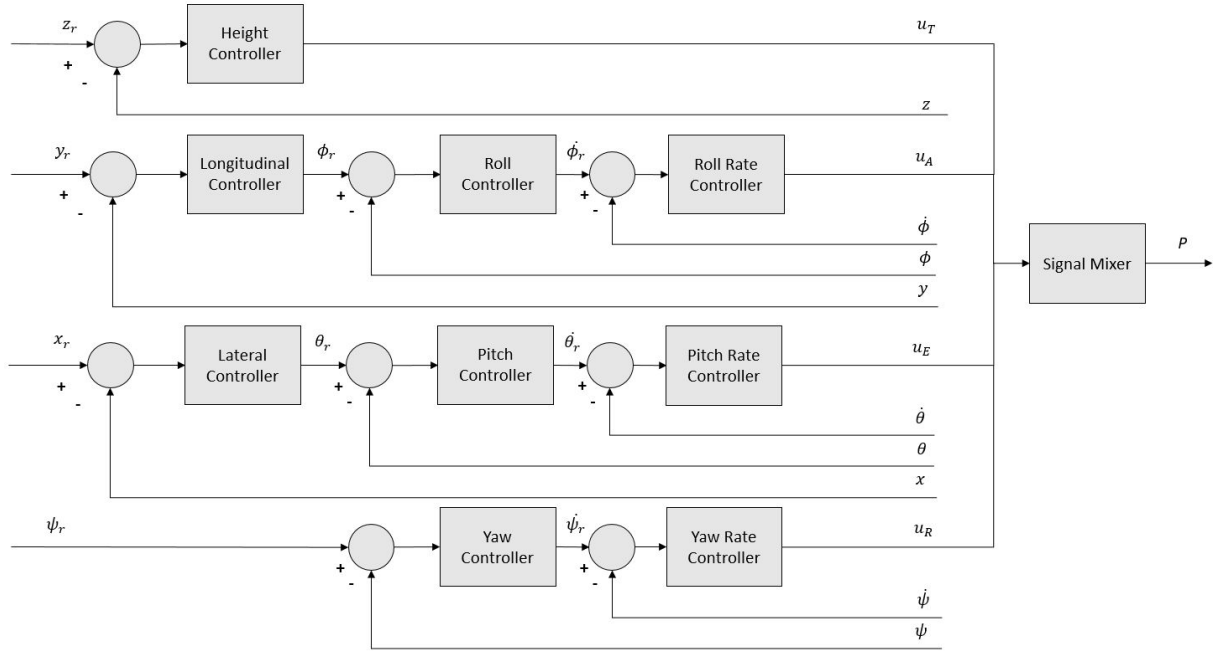 z_r
u_T
Height
Controller
+
-
z
y_r
Longitudinal
Controller
ϕ_r
Roll
Controller
ϕ̇_r
Roll Rate
Controller
u_A
+
-
+
-
+
-
ϕ̇
ϕ
y
Signal Mixer
P
x_r
Lateral
Controller
θ_r
Pitch
Controller
θ̇_r
Pitch Rate
Controller
u_E
+
-
+
-
+
-
θ̇
θ
x
ψ_r
Yaw
Controller
ψ̇_r
Yaw Rate
Controller
u_R
+
-
+
-
ψ̇
ψ